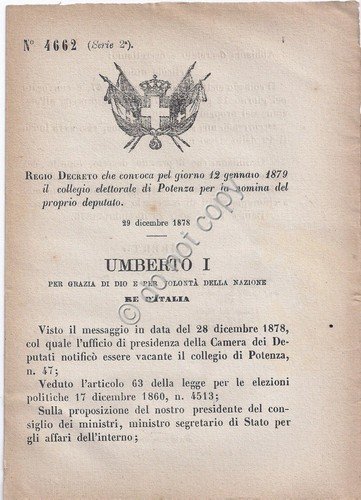 N° 4662 (Serie 2ª).
REGIO DECRETO che convoca pel giorno 12 gennaio 1879
il collegio elettorale di Potenza per la nomina del
proprio deputato.
29 dicembre 1878
UMBERTO I
PER GRAZIA DI DIO E PER VOLONTÀ DELLA NAZIONE
RE D'ITALIA
Visto il messaggio in data del 28 dicembre 1878,
col quale l'ufficio di presidenza della Camera dei De-
putati notificò essere vacante il collegio di Potenza,
n. 47;
Veduto l'articolo 63 della legge per le elezioni
politiche 17 dicembre 1860, n. 4513;
Sulla proposizione del nostro presidente del con-
siglio dei ministri, ministro segretario di Stato per
gli affari dell'interno;
do not copy